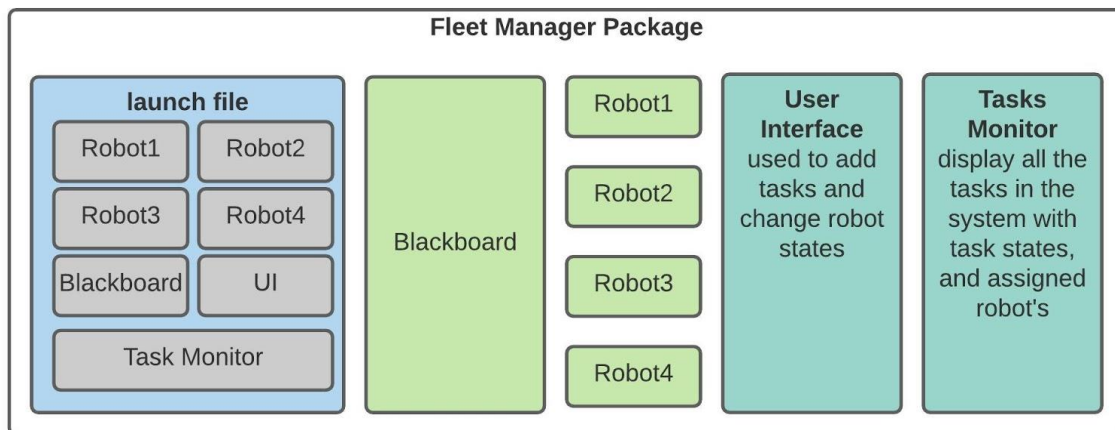 Fleet Manager Package
launch file
Robot1
Robot2
Robot3
Robot4
Blackboard
UI
Task Monitor
Blackboard
Robot1
Robot2
Robot3
Robot4
User
Interface
used to add
tasks and
change robot
states
Tasks
Monitor
display all the
tasks in the
system with
task states,
and assigned
robot's